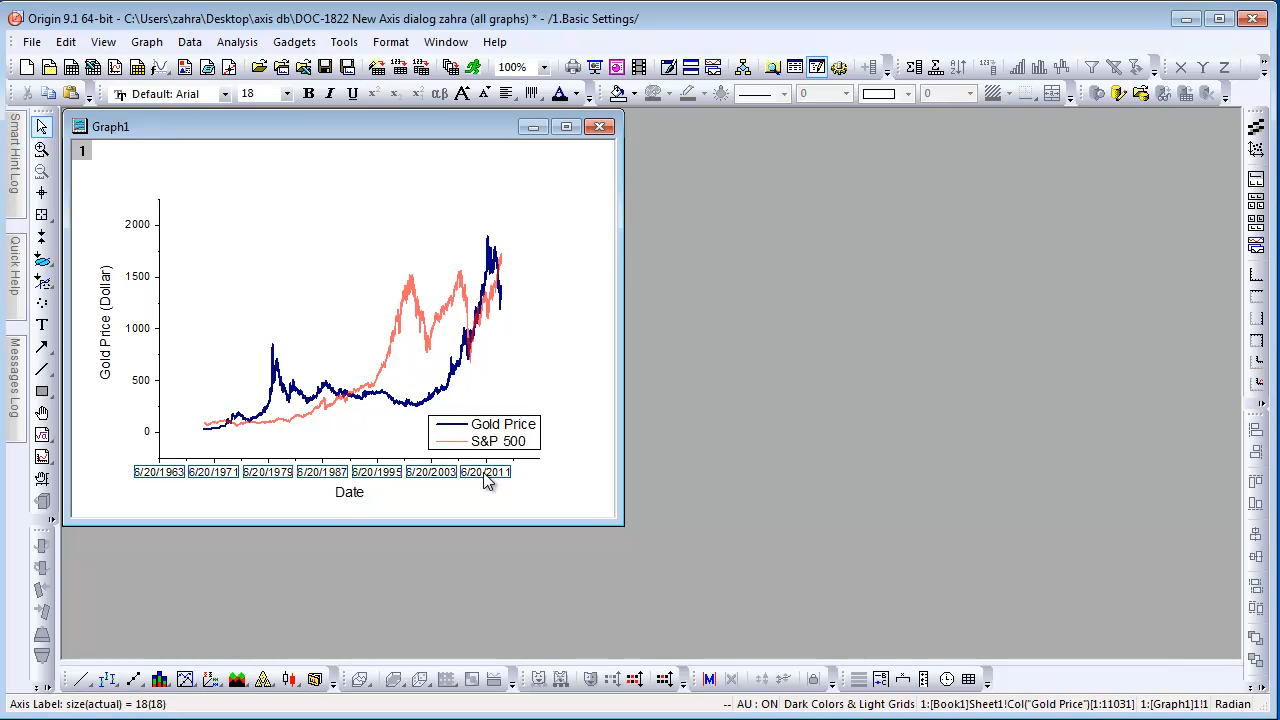 Origin 9.1 64-bit - C:\Users\zahra\Desktop\axis db\DOC-1822 New Axis dialog zahra (all graphs) * - /1.Basic Settings/
File Edit View Graph Data Analysis Gadgets Tools Format Window Help
100%
Default: Arial 18 B I U αβ A A A 0 0
X Y Z
Smart Hint Log
Quick Help
Messages Log
Graph1
1
2000
1500
1000
500
0
Gold Price (Dollar)
Gold Price
S&P 500
6/20/1963 6/20/1971 6/20/1979 6/20/1987 6/20/1995 6/20/2003 6/20/2011
Date
T
M
Axis Label: size(actual) = 18(18) -- AU : ON Dark Colors & Light Grids 1:[Book1]Sheet1!Col("Gold Price")[1:11031] 1:[Graph1]1!1 Radian